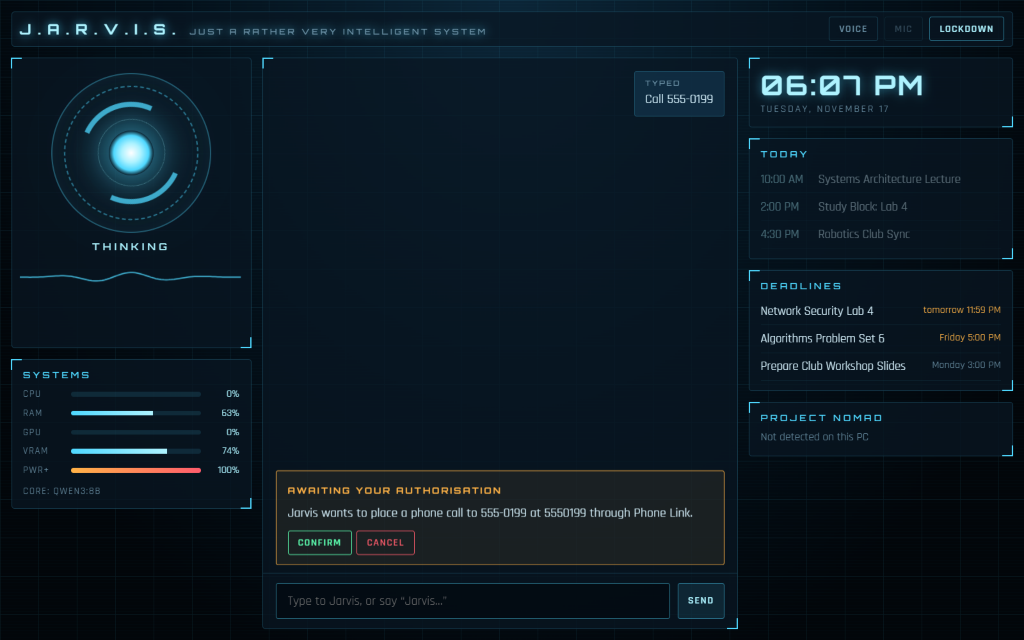 J.A.R.V.I.S. JUST A RATHER VERY INTELLIGENT SYSTEM
VOICE MIC LOCKDOWN
THINKING
SYSTEMS
CPU 0%
RAM 63%
GPU 0%
VRAM 74%
PWR+ 100%
CORE: QWEN3:8B
TYPED
Call 555-0199
AWAITING YOUR AUTHORISATION
Jarvis wants to place a phone call to 555-0199 at 5550199 through Phone Link.
CONFIRM CANCEL
Type to Jarvis, or say “Jarvis...”
SEND
06:07 PM
TUESDAY, NOVEMBER 17
TODAY
10:00 AM Systems Architecture Lecture
2:00 PM Study Block: Lab 4
4:30 PM Robotics Club Sync
DEADLINES
Network Security Lab 4 tomorrow 11:59 PM
Algorithms Problem Set 6 Friday 5:00 PM
Prepare Club Workshop Slides Monday 3:00 PM
PROJECT NOMAD
Not detected on this PC